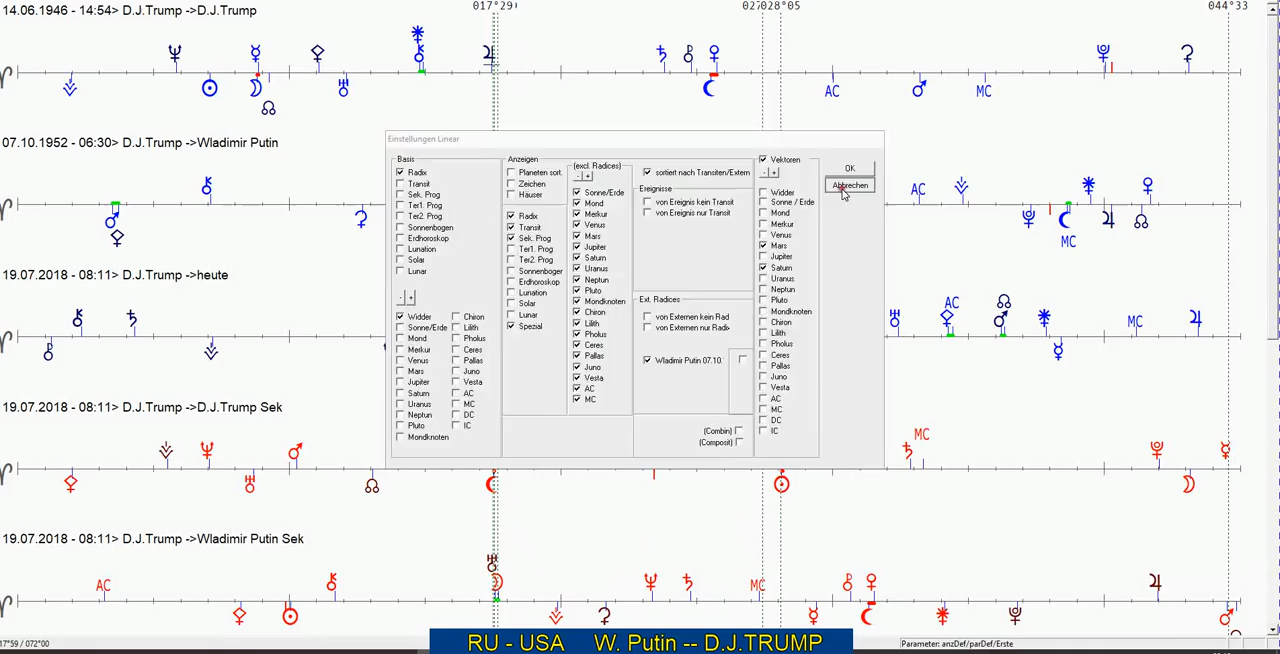 14.06.1946 - 14:54> D.J.Trump->D.J.Trump
017°29
028°05
044°33
AC
MC
07.10.1952 - 06:30> D.J.Trump->Wladimir Putin
AC
MC
19.07.2018 - 08:11> D.J.Trump->heute
AC
MC
19.07.2018 - 08:11> D.J.Trump->D.J.Trump Sek
MC
19.07.2018 - 08:11> D.J.Trump->Wladimir Putin Sek
AC
MC
Einstellungen Linear
Basis
Radix
Transit
Sek. Prog
Ter1. Prog
Ter2. Prog
Sonnenbogen
Erdhoroskop
Lunation
Solar
Lunar
- +
Widder
Sonne/Erde
Mond
Merkur
Venus
Mars
Jupiter
Saturn
Uranus
Neptun
Pluto
Mondknoten
Chiron
Lilith
Pholus
Ceres
Pallas
Juno
Vesta
AC
MC
DC
IC
Anzeigen
Planeten sort.
Zeichen
Häuser
Radix
Transit
Sek. Prog
Ter1. Prog
Ter2. Prog
Sonnenboger
Erdhoroskop
Lunation
Solar
Lunar
Spezial
(excl. Radices)
- +
Sonne/Erde
Mond
Merkur
Venus
Mars
Jupiter
Saturn
Uranus
Neptun
Pluto
Mondknoten
Chiron
Lilith
Pholus
Ceres
Pallas
Juno
Vesta
AC
MC
sortiert nach Transiten/Extern
Ereignisse
von Ereignis kein Transit
von Ereignis nur Transit
Ext. Radices
von Externen kein Rad
von Externen nur Radix
Wladimir Putin 07.10.
(Combin)
(Composit)
Vektoren
- +
Widder
Sonne / Erde
Mond
Merkur
Venus
Mars
Jupiter
Saturn
Uranus
Neptun
Pluto
Mondknoten
Chiron
Lilith
Pholus
Ceres
Pallas
Juno
Vesta
AC
MC
DC
IC
OK
Abbrechen
17°59 / 072°00
RU - USA W. Putin -- D.J.TRUMP
Parameter: anzDef/parDef/Erste